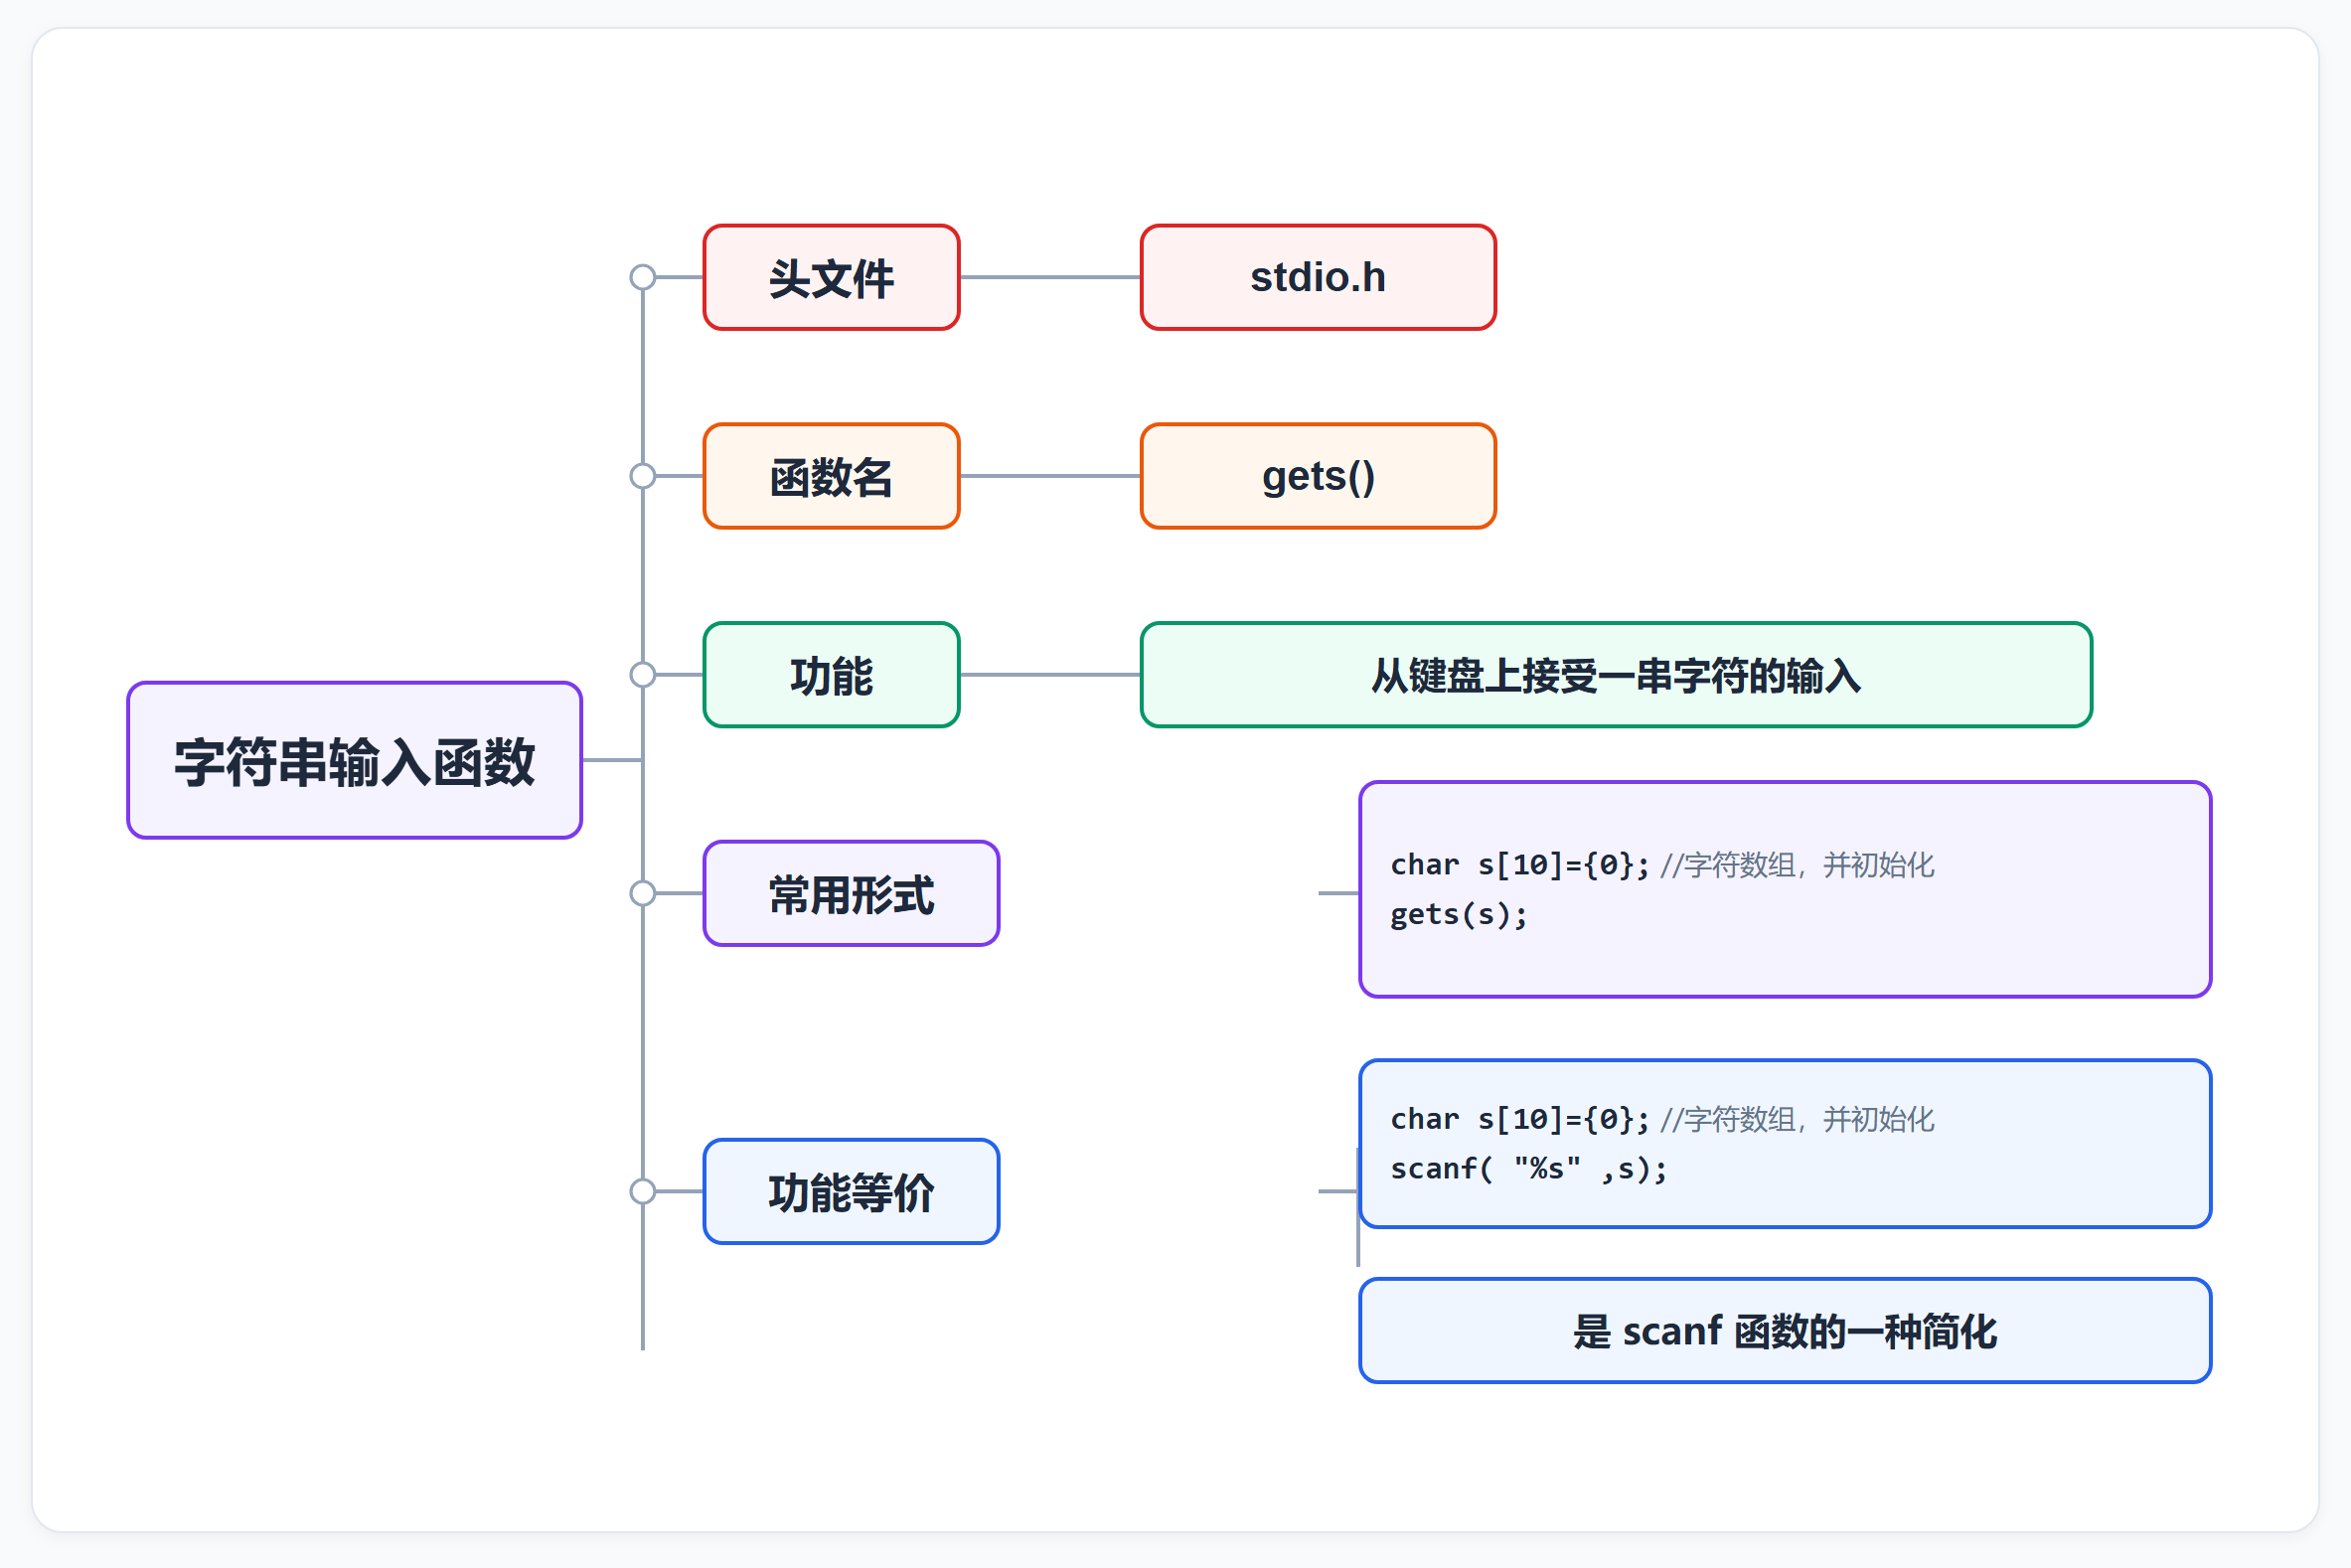 字符串输入函数
头文件
stdio.h
函数名
gets()
功能
从键盘上接受一串字符的输入
常用形式
char s[10]={0}; //字符数组，并初始化
gets(s);
功能等价
char s[10]={0}; //字符数组，并初始化
scanf( "%s" ,s);
是 scanf 函数的一种简化